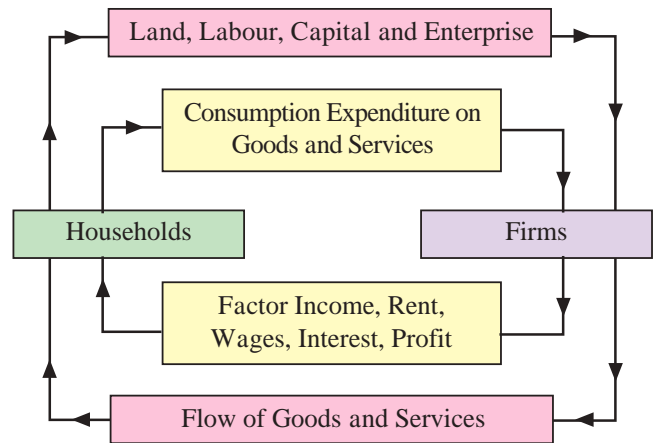 Land, Labour, Capital and Enterprise
Consumption Expenditure on
Goods and Services
Households
Firms
Factor Income, Rent,
Wages, Interest, Profit
Flow of Goods and Services